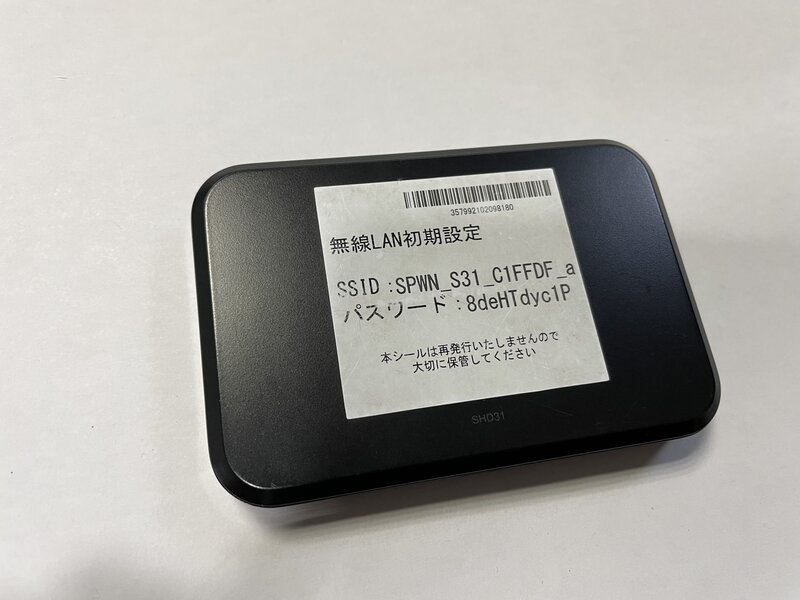 357992102098180
無線LAN初期設定
SSID :SPWN_S31_C1FFDF_a
パスワード :8deHTdyc1P
本シールは再発行いたしませんので
大切に保管してください
SHD31